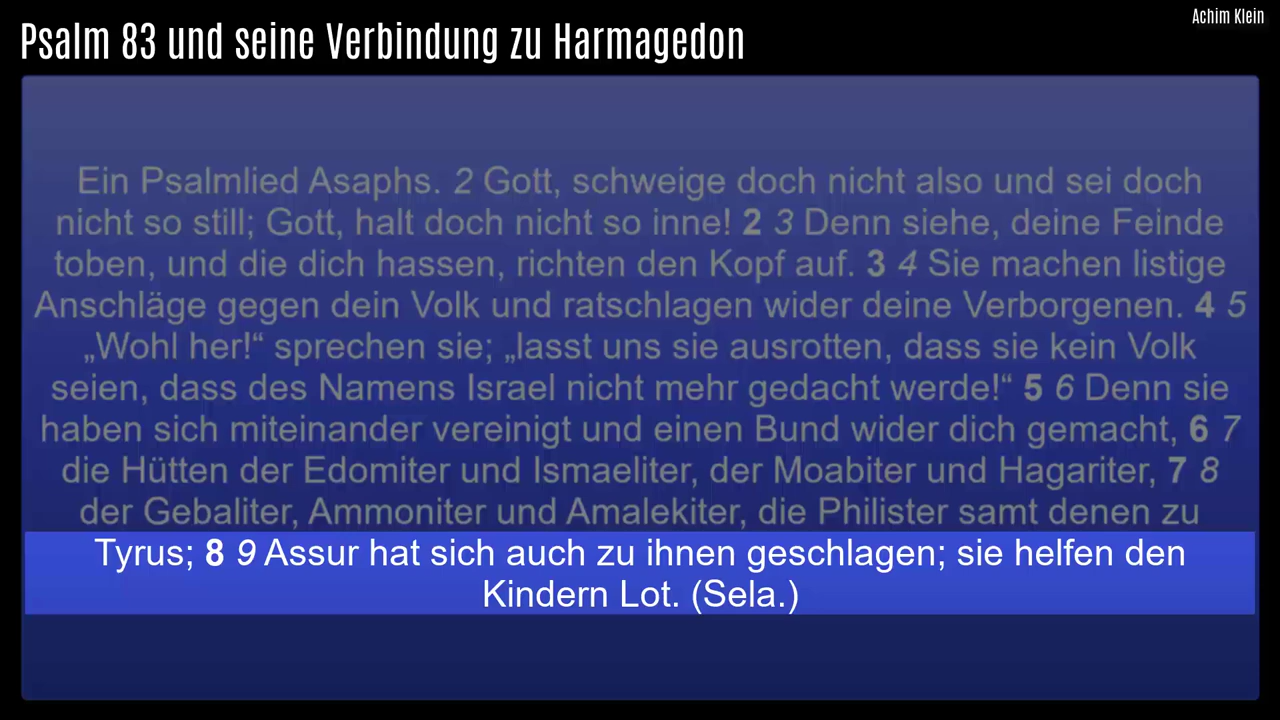 Achim Klein
Psalm 83 und seine Verbindung zu Harmagedon
Ein Psalmlied Asaphs. 2 Gott, schweige doch nicht also und sei doch
nicht so still; Gott, halt doch nicht so inne! 2 3 Denn siehe, deine Feinde
toben, und die dich hassen, richten den Kopf auf. 3 4 Sie machen listige
Anschläge gegen dein Volk und ratschlagen wider deine Verborgenen. 4 5
„Wohl her!“ sprechen sie; „lasst uns sie ausrotten, dass sie kein Volk
seien, dass des Namens Israel nicht mehr gedacht werde!“ 5 6 Denn sie
haben sich miteinander vereinigt und einen Bund wider dich gemacht, 6 7
die Hütten der Edomiter und Ismaeliter, der Moabiter und Hagariter, 7 8
der Gebaliter, Ammoniter und Amalekiter, die Philister samt denen zu
Tyrus; 8 9 Assur hat sich auch zu ihnen geschlagen; sie helfen den
Kindern Lot. (Sela.)